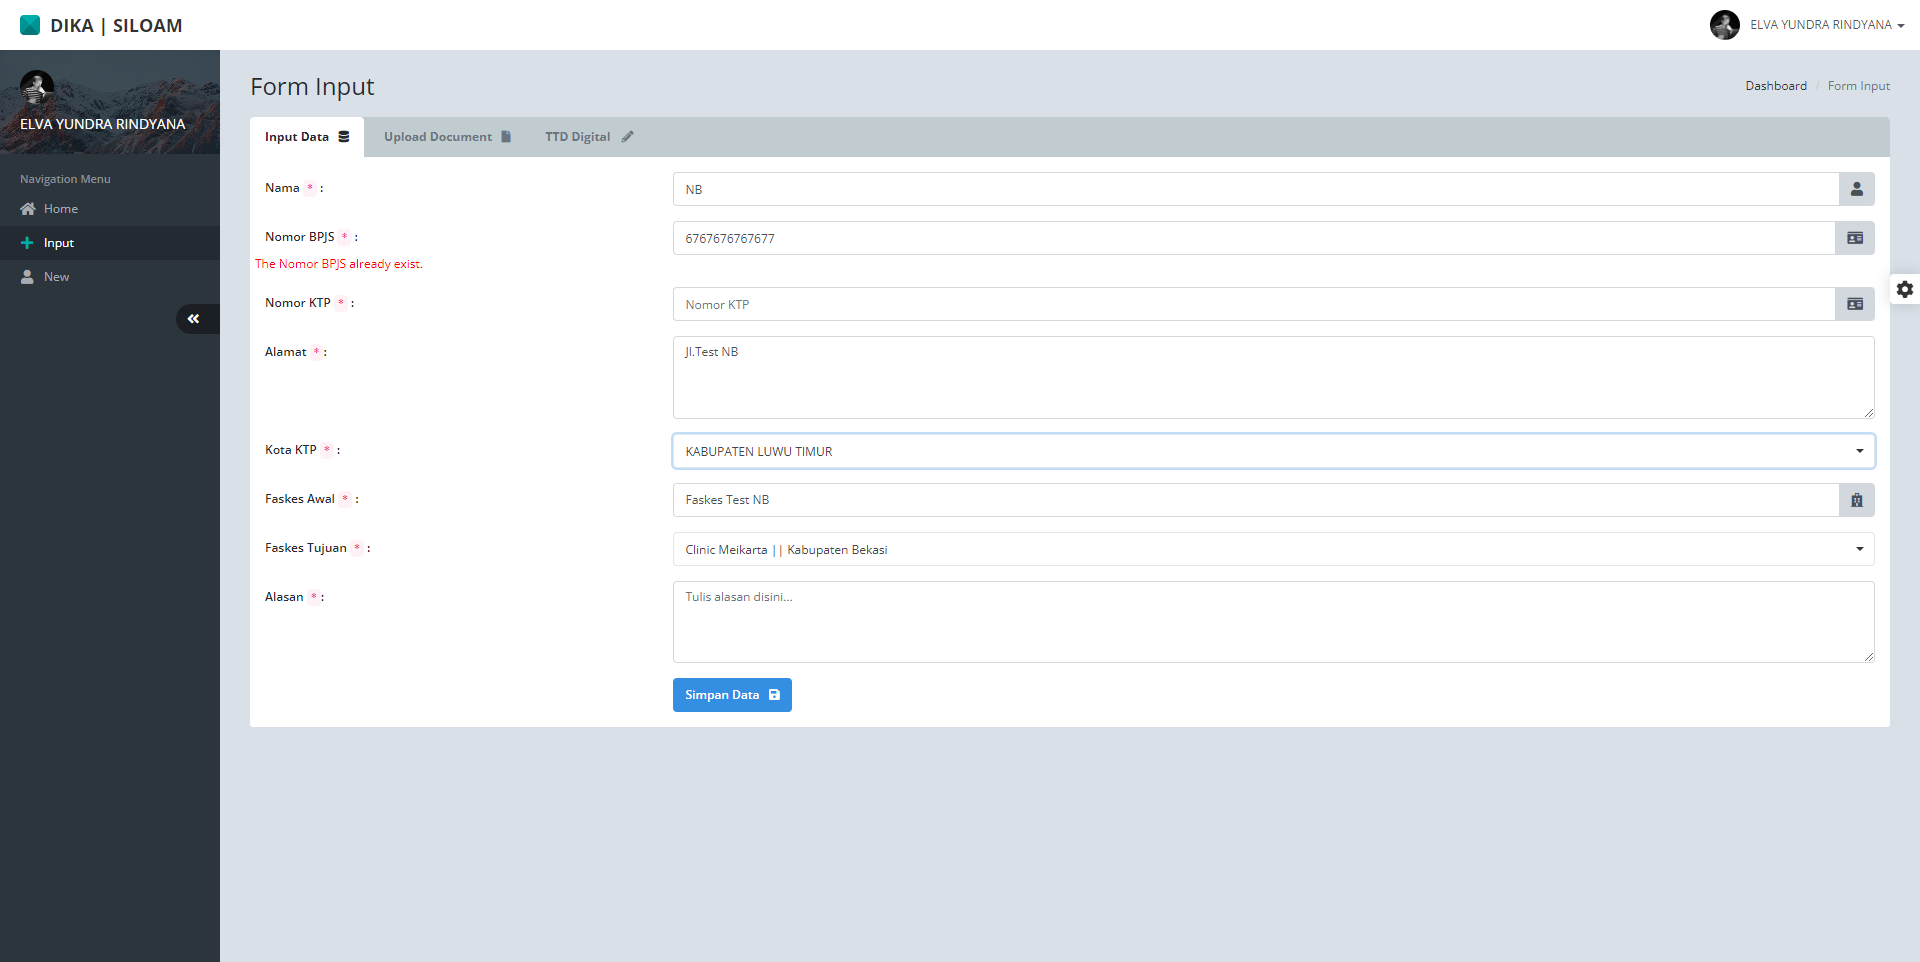 DIKA | SILOAM
ELVA YUNDRA RINDYANA
ELVA YUNDRA RINDYANA
Navigation Menu
Home
Input
New
Form Input
Dashboard / Form Input
Input Data
Upload Document
TTD Digital
Nama * :
NB
Nomor BPJS * :
6767676767677
The Nomor BPJS already exist.
Nomor KTP * :
Nomor KTP
Alamat * :
Jl.Test NB
Kota KTP * :
KABUPATEN LUWU TIMUR
Faskes Awal * :
Faskes Test NB
Faskes Tujuan * :
Clinic Meikarta || Kabupaten Bekasi
Alasan * :
Tulis alasan disini...
Simpan Data